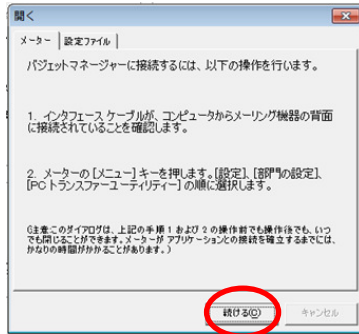 開く
メーター
設定ファイル
バジェットマネージャーに接続するには、以下の操作を行います。
1. インタフェース ケーブルが、コンピュータからメーリング機器の背面
に接続されていることを確認します。
2. メーターの [メニュー] キーを押します。[設定]、[部門の設定]、
[PC トランスファーユーティリティー] の順に選択します。
(注意:このダイアログは、上記の手順 1 および 2 の操作前でも操作後でも、いつ
でも閉じることができます。メーターが アプリケーションとの接続を確立するまでには、
かなりの時間がかかることがあります。)
続ける(C)
キャンセル